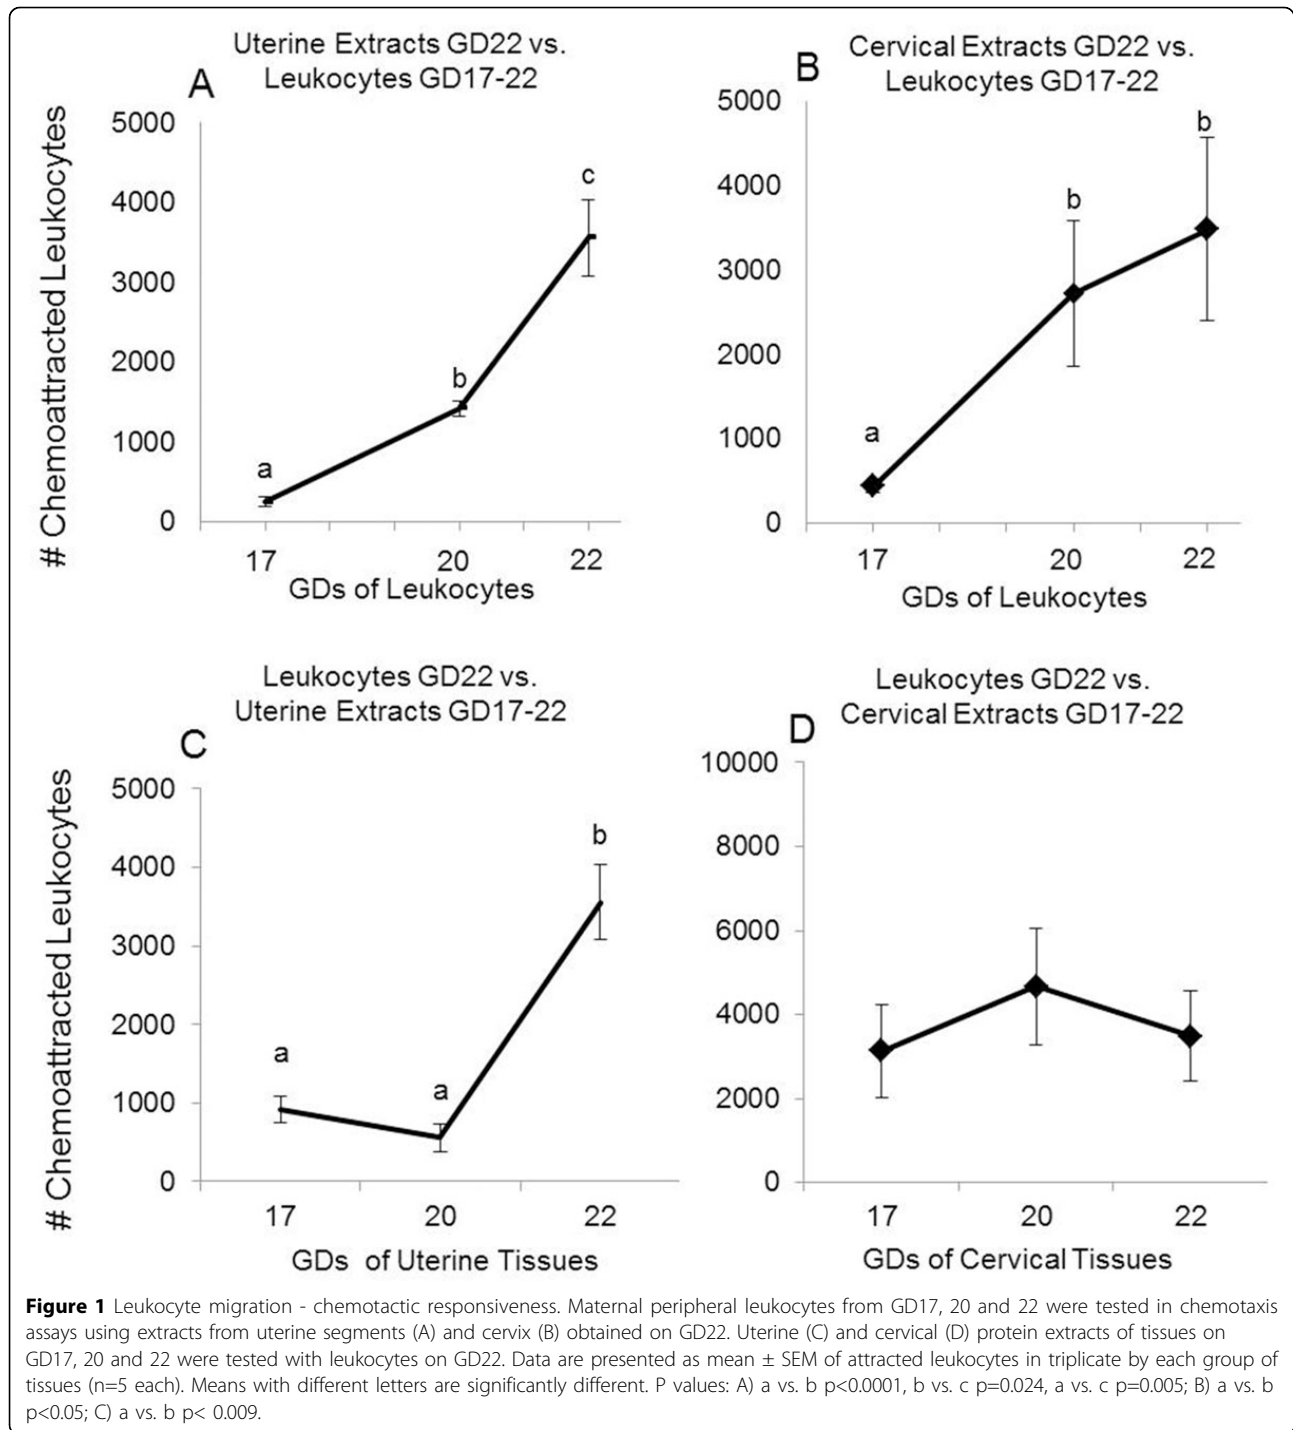 Uterine Extracts GD22 vs.
Leukocytes GD17-22
A
# Chemoattracted Leukocytes
5000
4000
3000
2000
1000
0
a
b
c
17 20 22
GDs of Leukocytes
Cervical Extracts GD22 vs.
Leukocytes GD17-22
B
5000
4000
3000
2000
1000
0
a
b
b
17 20 22
GDs of Leukocytes
Leukocytes GD22 vs.
Uterine Extracts GD17-22
C
# Chemoattracted Leukocytes
5000
4000
3000
2000
1000
0
a
a
b
17 20 22
GDs of Uterine Tissues
Leukocytes GD22 vs.
Cervical Extracts GD17-22
D
10000
8000
6000
4000
2000
0
17 20 22
GDs of Cervical Tissues
Figure 1 Leukocyte migration - chemotactic responsiveness. Maternal peripheral leukocytes from GD17, 20 and 22 were tested in chemotaxis
assays using extracts from uterine segments (A) and cervix (B) obtained on GD22. Uterine (C) and cervical (D) protein extracts of tissues on
GD17, 20 and 22 were tested with leukocytes on GD22. Data are presented as mean ± SEM of attracted leukocytes in triplicate by each group of
tissues (n=5 each). Means with different letters are significantly different. P values: A) a vs. b p<0.0001, b vs. c p=0.024, a vs. c p=0.005; B) a vs. b
p<0.05; C) a vs. b p< 0.009.